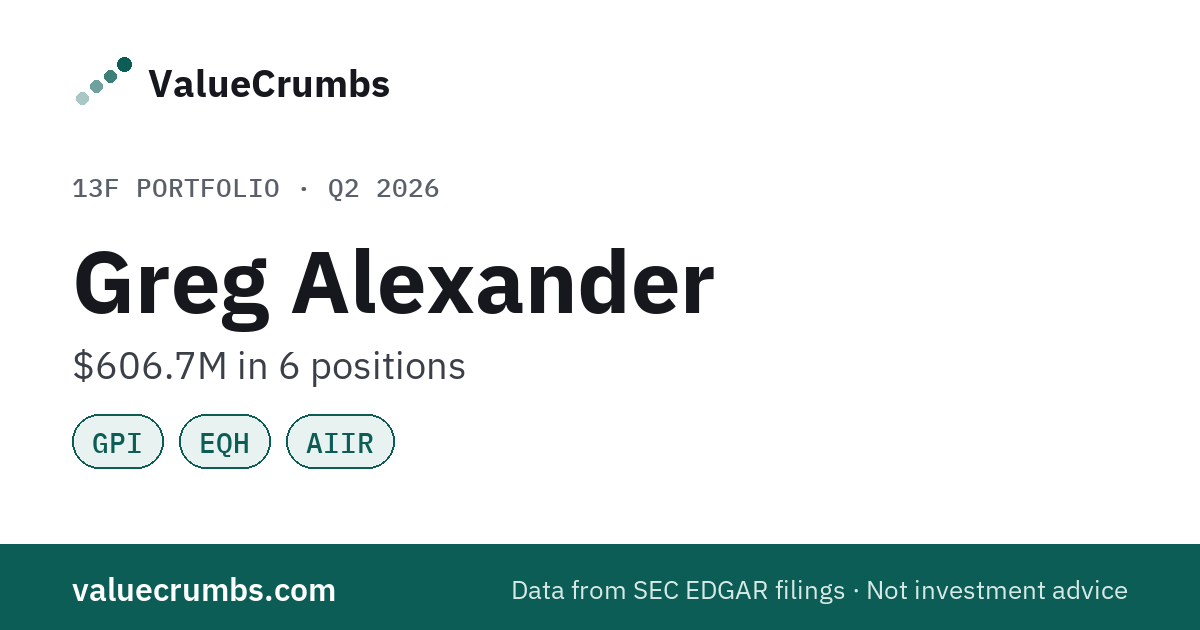 ValueCrumbs
13F PORTFOLIO · Q2 2026
Greg Alexander
$606.7M in 6 positions
GPI EQH AIIR
valuecrumbs.com Data from SEC EDGAR filings · Not investment advice